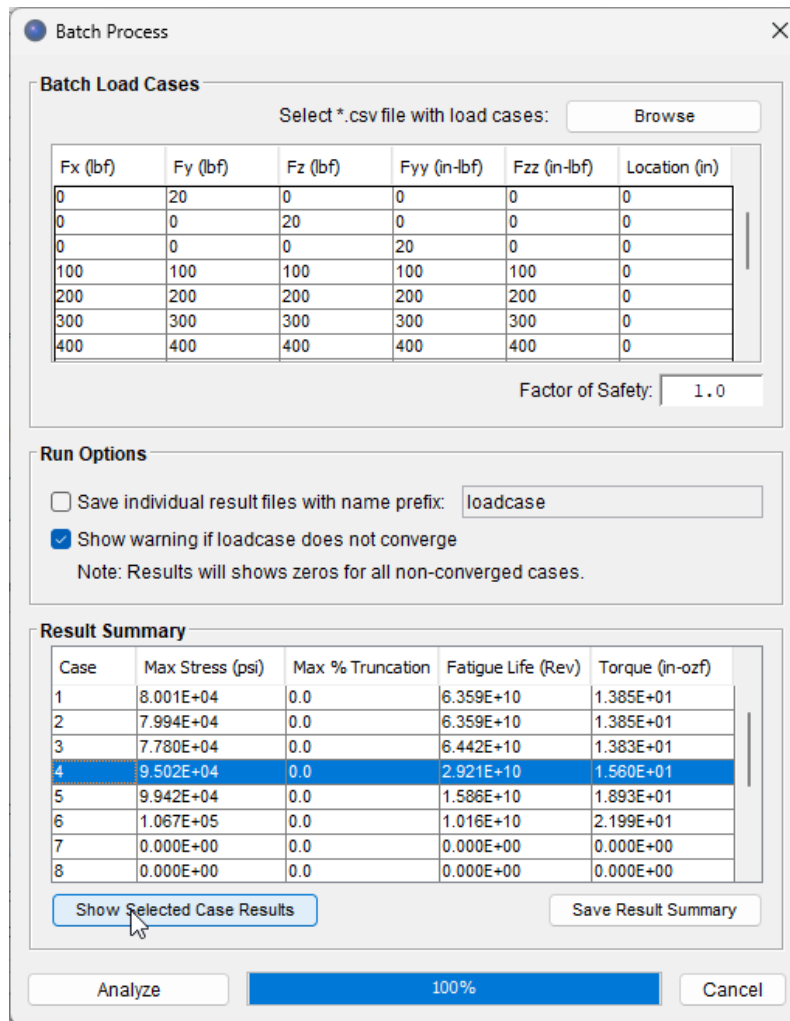 Batch Process
Batch Load Cases
Select *.csv file with load cases: Browse
Fx (lbf) Fy (lbf) Fz (lbf) Fyy (in-lbf) Fzz (in-lbf) Location (in)
0 20 0 0 0 0
0 0 20 0 0 0
0 0 0 20 0 0
100 100 100 100 100 0
200 200 200 200 200 0
300 300 300 300 300 0
400 400 400 400 400 0
Factor of Safety: 1.0
Run Options
Save individual result files with name prefix: loadcase
Show warning if loadcase does not converge
Note: Results will shows zeros for all non-converged cases.
Result Summary
Case Max Stress (psi) Max % Truncation Fatigue Life (Rev) Torque (in-ozf)
1 8.001E+04 0.0 6.359E+10 1.385E+01
2 7.994E+04 0.0 6.359E+10 1.385E+01
3 7.780E+04 0.0 6.442E+10 1.383E+01
4 9.502E+04 0.0 2.921E+10 1.560E+01
5 9.942E+04 0.0 1.586E+10 1.893E+01
6 1.067E+05 0.0 1.016E+10 2.199E+01
7 0.000E+00 0.0 0.000E+00 0.000E+00
8 0.000E+00 0.0 0.000E+00 0.000E+00
Show Selected Case Results Save Result Summary
Analyze 100% Cancel